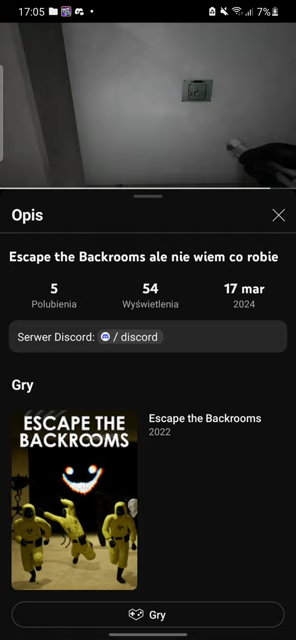 17:05
7%
Opis
Escape the Backrooms ale nie wiem co robie
5
54
17 mar
Polubienia
Wyświetlenia
2024
Serwer Discord: / discord
Gry
ESCAPE THE
BACKROOMS
Escape the Backrooms
2022
Gry